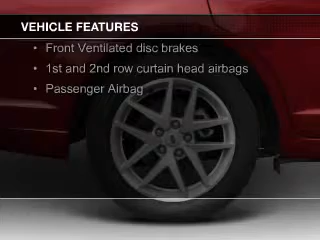 VEHICLE FEATURES
• Front Ventilated disc brakes
• 1st and 2nd row curtain head airbags
• Passenger Airbag